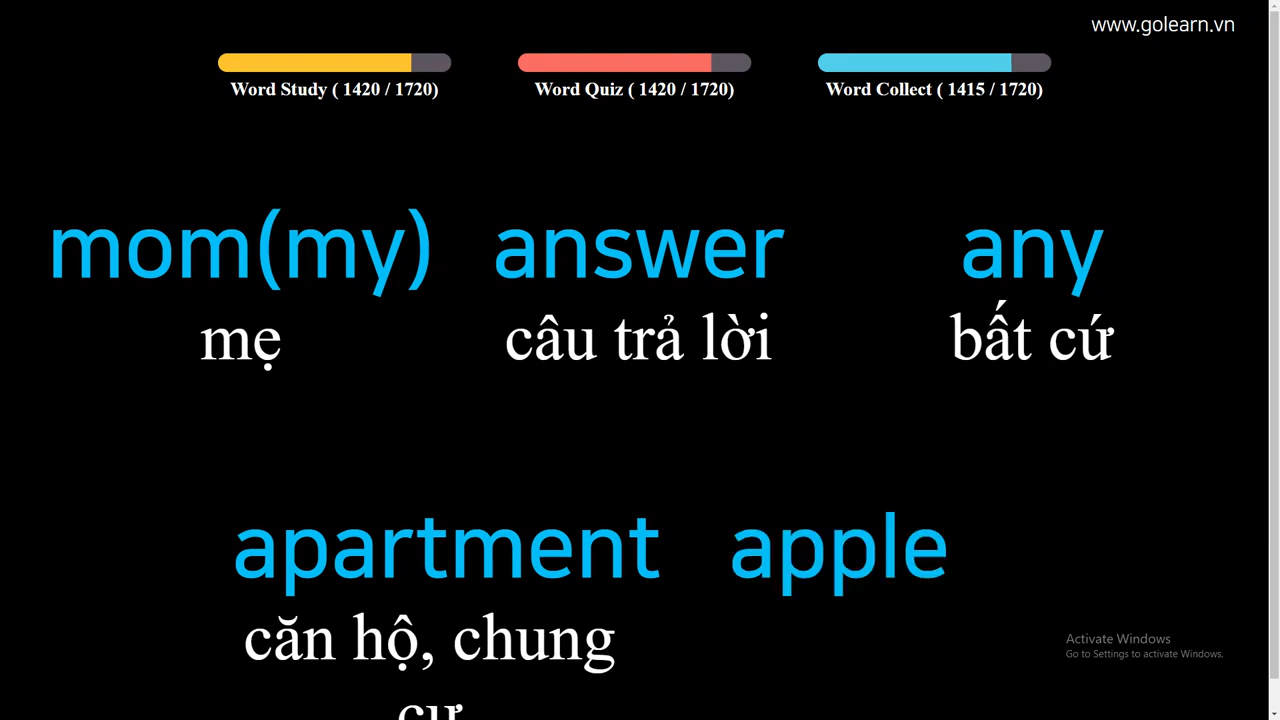 www.golearn.vn
Word Study ( 1420 / 1720)
Word Quiz ( 1420 / 1720)
Word Collect ( 1415 / 1720)
mom(my)
mẹ
answer
câu trả lời
any
bất cứ
apartment
căn hộ, chung
cư
apple
Activate Windows
Go to Settings to activate Windows.